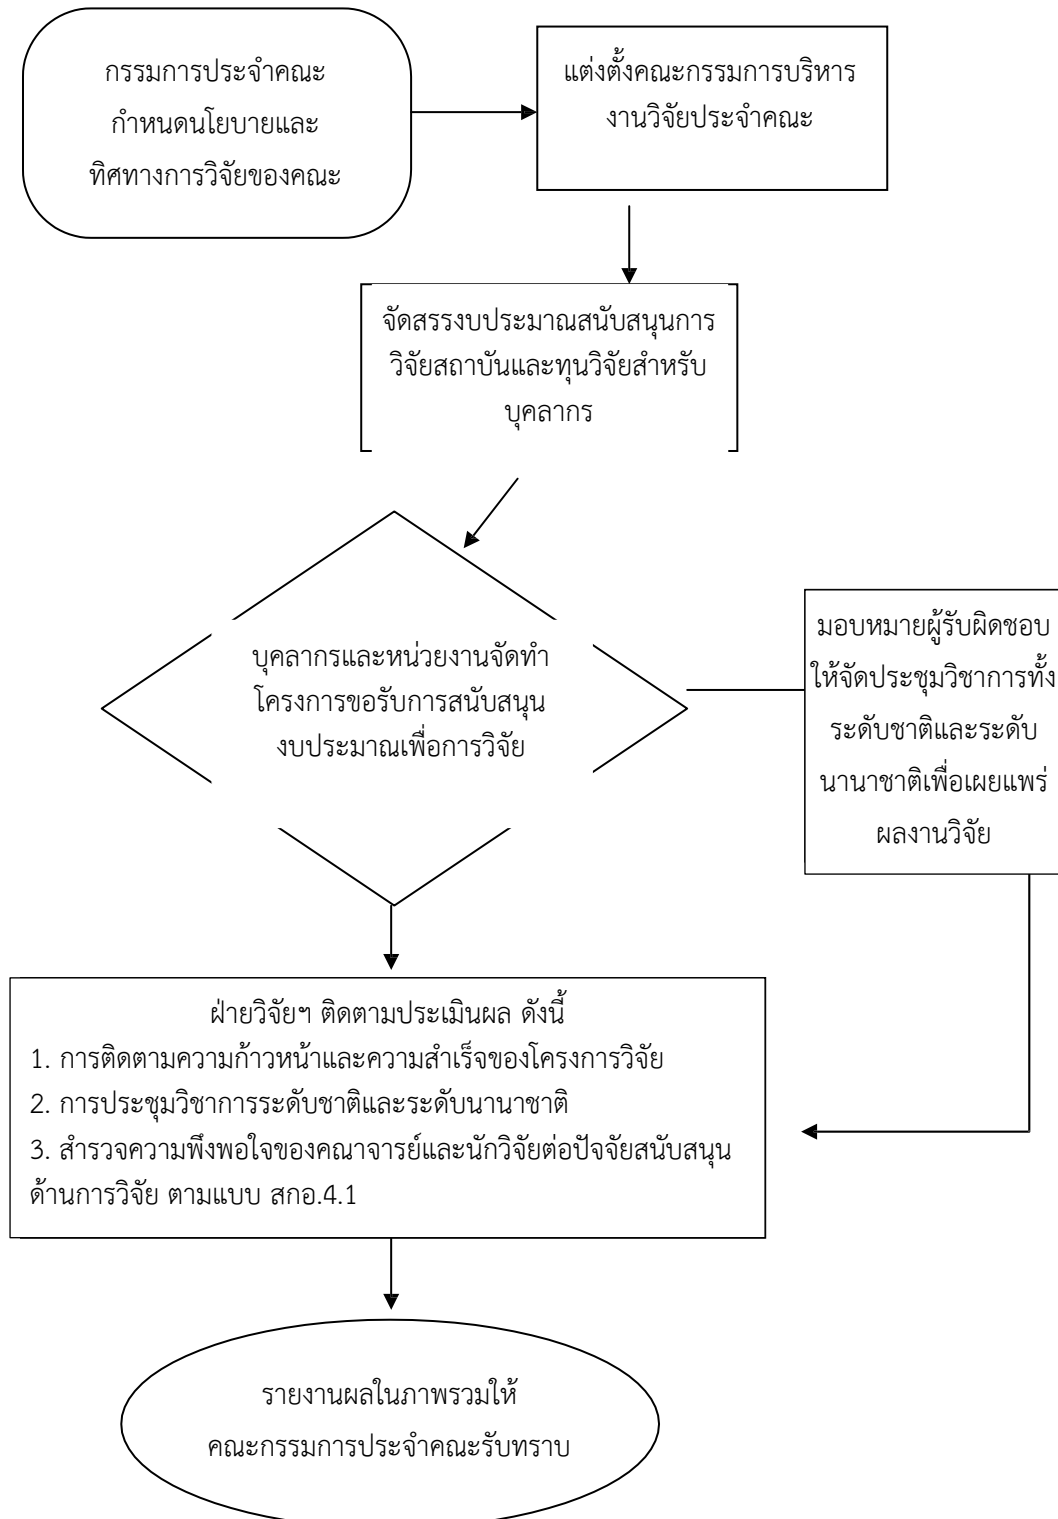 กรรมการประจำคณะ
กำหนดนโยบายและ
ทิศทางการวิจัยของคณะ
แต่งตั้งคณะกรรมการบริหาร
งานวิจัยประจำคณะ
จัดสรรงบประมาณสนับสนุนการ
วิจัยสถาบันและทุนวิจัยสำหรับ
บุคลากร
บุคลากรและหน่วยงานจัดทำ
โครงการขอรับการสนับสนุน
งบประมาณเพื่อการวิจัย
มอบหมายผู้รับผิดชอบ
ให้จัดประชุมวิชาการทั้ง
ระดับชาติและระดับ
นานาชาติเพื่อเผยแพร่
ผลงานวิจัย
ฝ่ายวิจัยฯ ติดตามประเมินผล ดังนี้
1. การติดตามความก้าวหน้าและความสำเร็จของโครงการวิจัย
2. การประชุมวิชาการระดับชาติและระดับนานาชาติ
3. สำรวจความพึงพอใจของคณาจารย์และนักวิจัยต่อปัจจัยสนับสนุน
ด้านการวิจัย ตามแบบ สกอ.4.1
รายงานผลในภาพรวมให้
คณะกรรมการประจำคณะรับทราบ